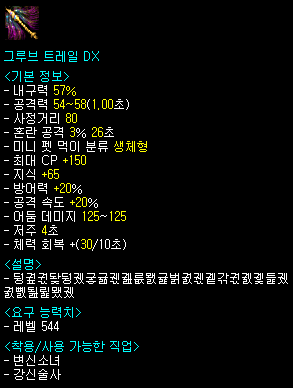 그루브 트레일 DX
<기본 정보>
- 내구력 57%
- 공격력 54~58(1,00초)
- 사정거리 80
- 혼란 공격 3% 26초
- 미니 펫 먹이 분류 생체형
- 최대 CP +150
- 지식 +65
- 방어력 +20%
- 공격 속도 +20%
- 어둠 데미지 125~125
- 저주 4초
- 체력 회복 +(30/10초)
<설명>
<요구 능력치>
- 레벨 544
<착용/사용 가능한 직업>
- 변신소녀
- 강신술사